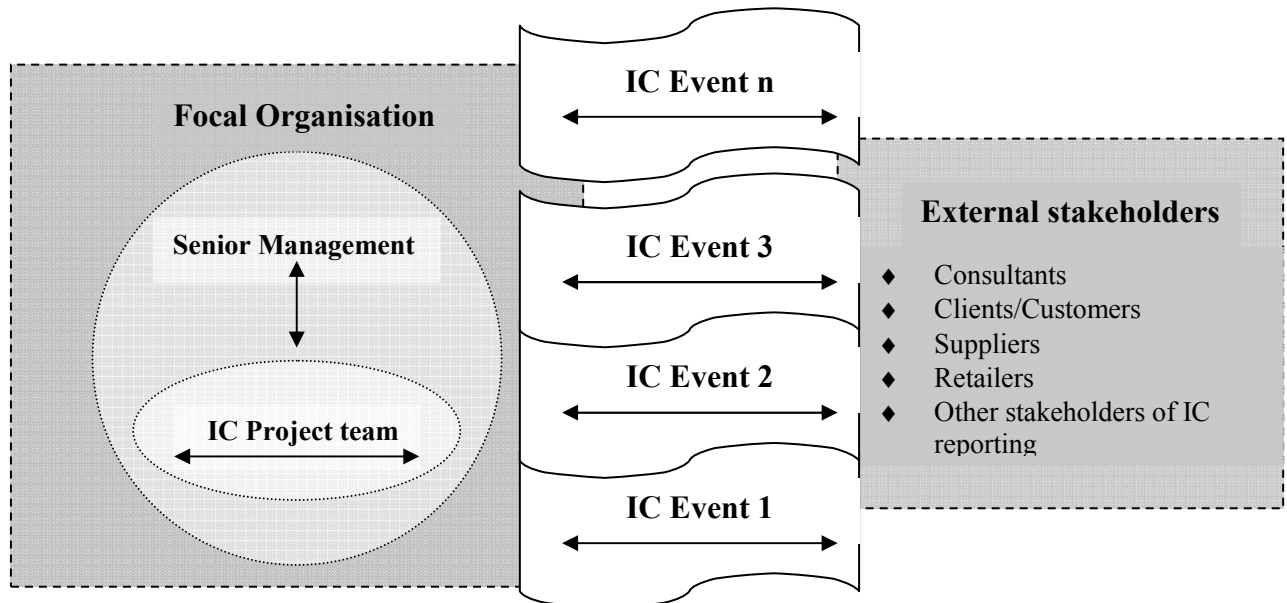 Focal Organisation
Senior Management
IC Project team
IC Event n
IC Event 3
IC Event 2
IC Event 1
External stakeholders
♦ Consultants
♦ Clients/Customers
♦ Suppliers
♦ Retailers
♦ Other stakeholders of IC
reporting